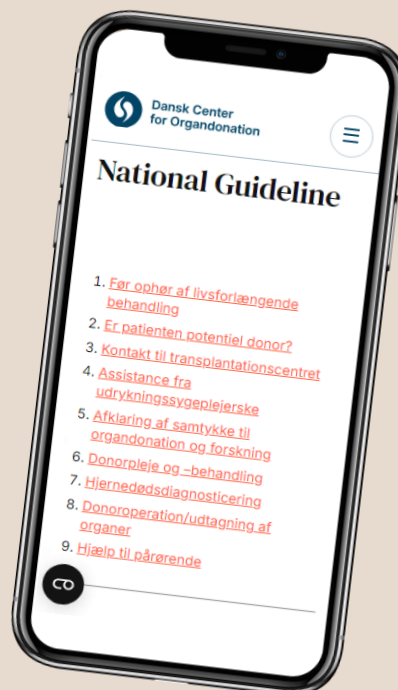 Dansk Center
for Organdonation
National Guideline
1. Før ophør af livsforlængende
behandling
2. Er patienten potentiel donor?
3. Kontakt til transplantationscentret
4. Assistance fra
udrykningssygeplejerske
5. Afklaring af samtykke til
organdonation og forskning
6. Donorpleje og –behandling
7. Hjernedødsdiagnosticering
8. Donoroperation/udtagning af
organer
9. Hjælp til pårørende